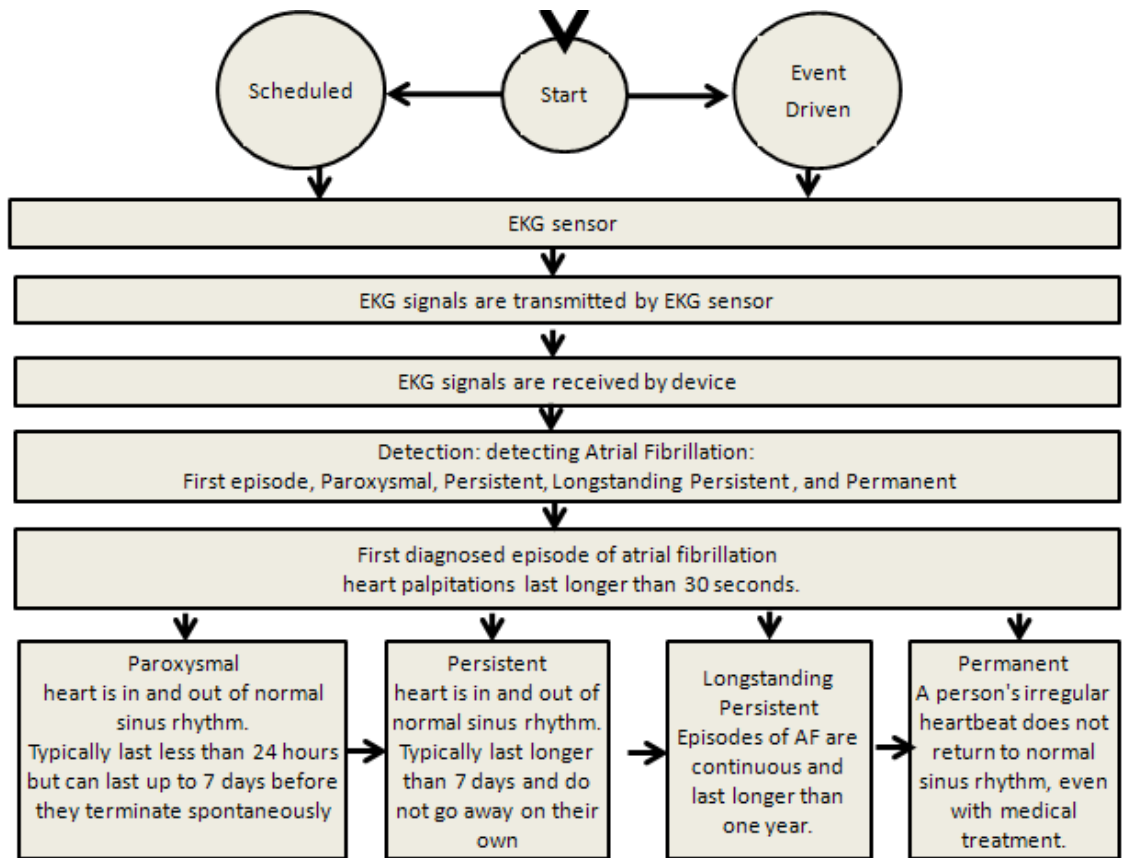 Scheduled
Start
Event
Driven
EKG sensor
EKG signals are transmitted by EKG sensor
EKG signals are received by device
Detection: detecting Atrial Fibrillation:
First episode, Paroxysmal, Persistent, Longstanding Persistent, and Permanent
First diagnosed episode of atrial fibrillation
heart palpitations last longer than 30 seconds.
Paroxysmal
heart is in and out of normal
sinus rhythm.
Typically last less than 24 hours
but can last up to 7 days before
they terminate spontaneously
Persistent
heart is in and out of
normal sinus rhythm.
Typically last longer
than 7 days and do
not go away on their
own
Longstanding
Persistent
Episodes of AF are
continuous and
last longer than
one year.
Permanent
A person's irregular
heartbeat does not
return to normal
sinus rhythm, even
with medical
treatment.